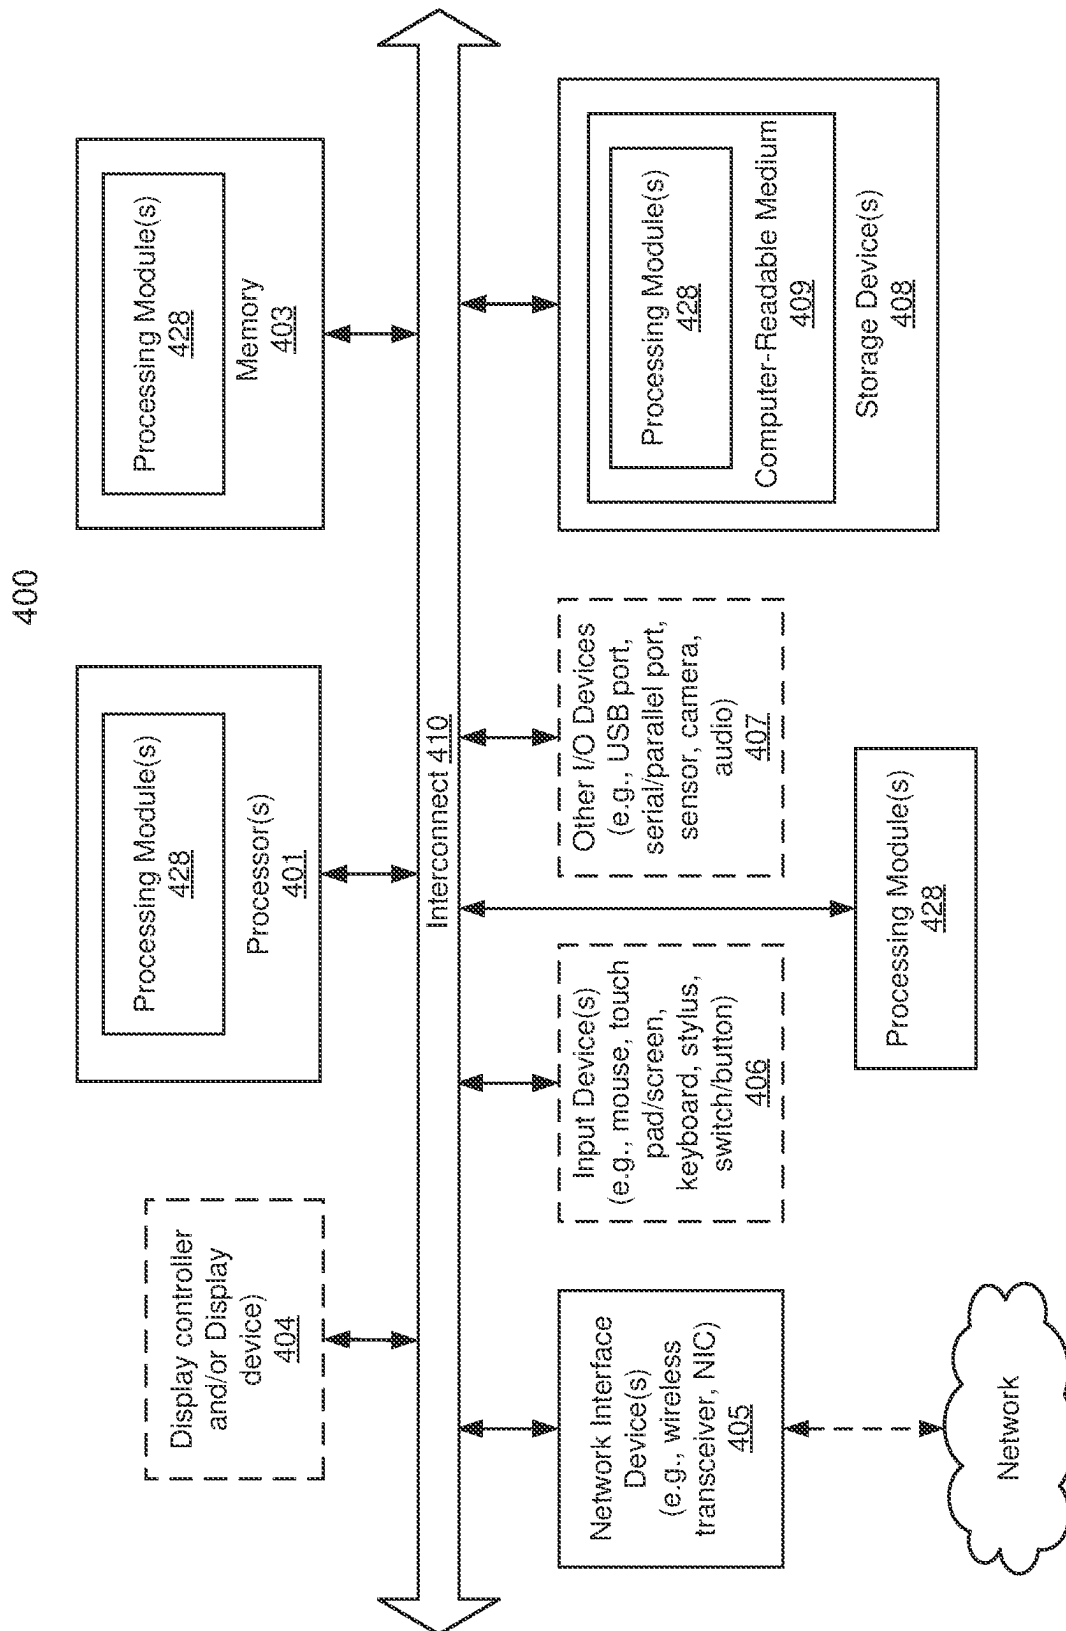 400
Display controller
and/or Display
device)
404
Processing Module(s)
428
Processor(s)
401
Processing Module(s)
428
Memory
403
Interconnect 410
Network Interface
Device(s)
(e.g., wireless
transceiver, NIC)
405
Input Device(s)
(e.g., mouse, touch
pad/screen,
keyboard, stylus,
switch/button)
406
Other I/O Devices
(e.g., USB port,
serial/parallel port,
sensor, camera,
audio)
407
Processing Module(s)
428
Computer-Readable Medium
409
Storage Device(s)
408
Processing Module(s)
428
Network